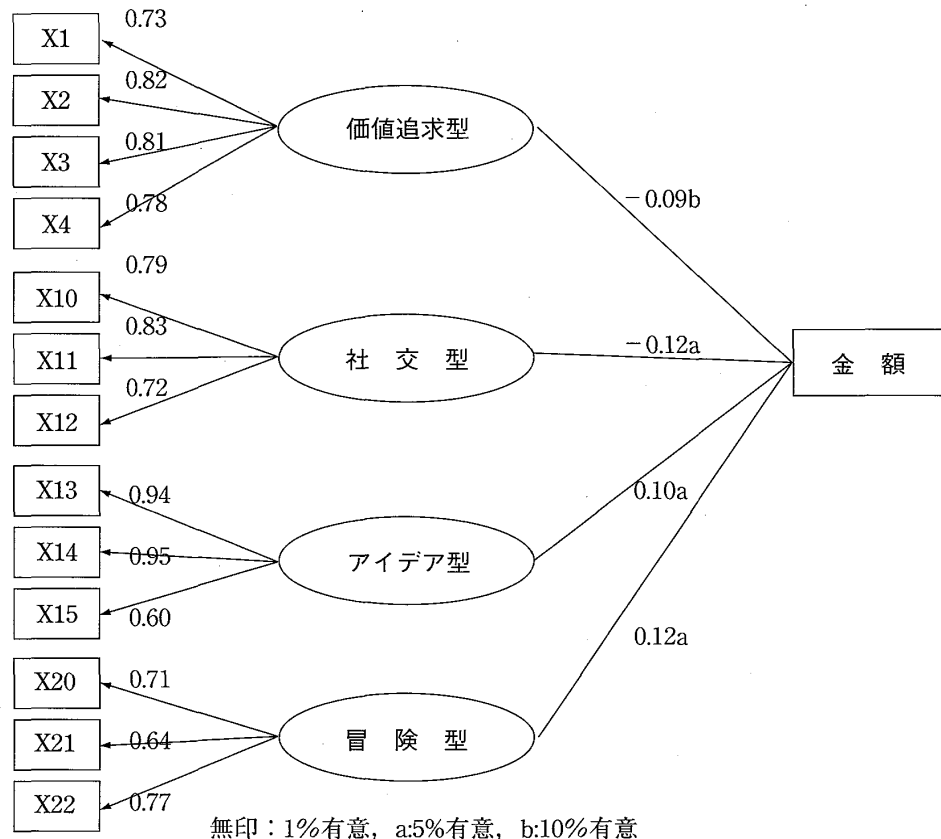 0.73
X1
0.82
X2
0.81
X3
0.78
X4
価値追求型
-0.09b
0.79
X10
0.83
X11
0.72
X12
社 交 型
-0.12a
金 額
X13
0.94
X14
0.95
X15
0.60
アイデア型
0.10a
0.12a
X20
0.71
X21
0.64
X22
0.77
冒 険 型
無印：1%有意，a:5%有意，b:10%有意